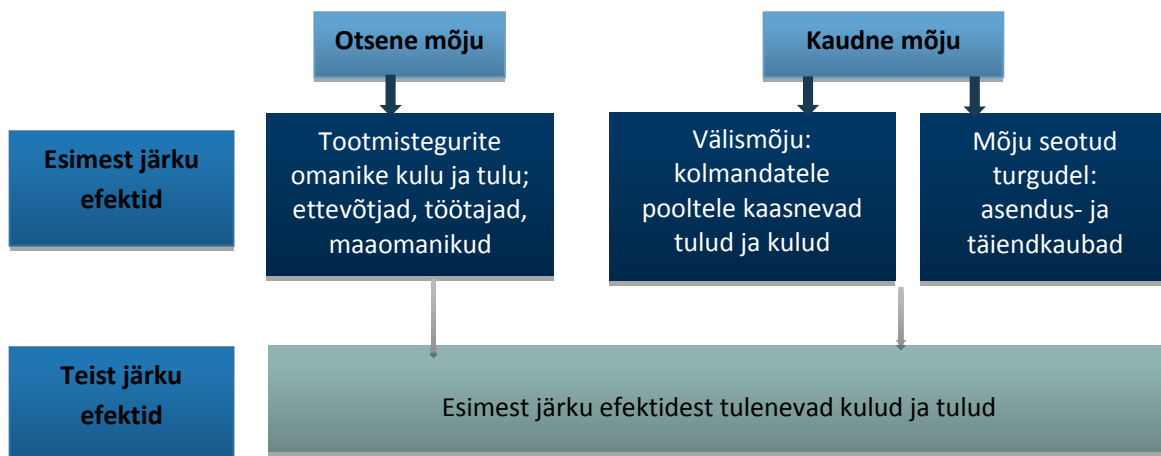 Otsene mõju
Kaudne mõju
Esimest järku
efektid
Tootmistegurite
omanike kulu ja tulu;
ettevõtjad, töötajad,
maaomanikud
Välismõju:
kolmandatele
pooltele kaasnevad
tulud ja kulud
Mõju seotud
turgudel:
asendus- ja
täiendkaubad
Teist järku
efektid
Esimest järku efektidest tulenevad kulud ja tulud